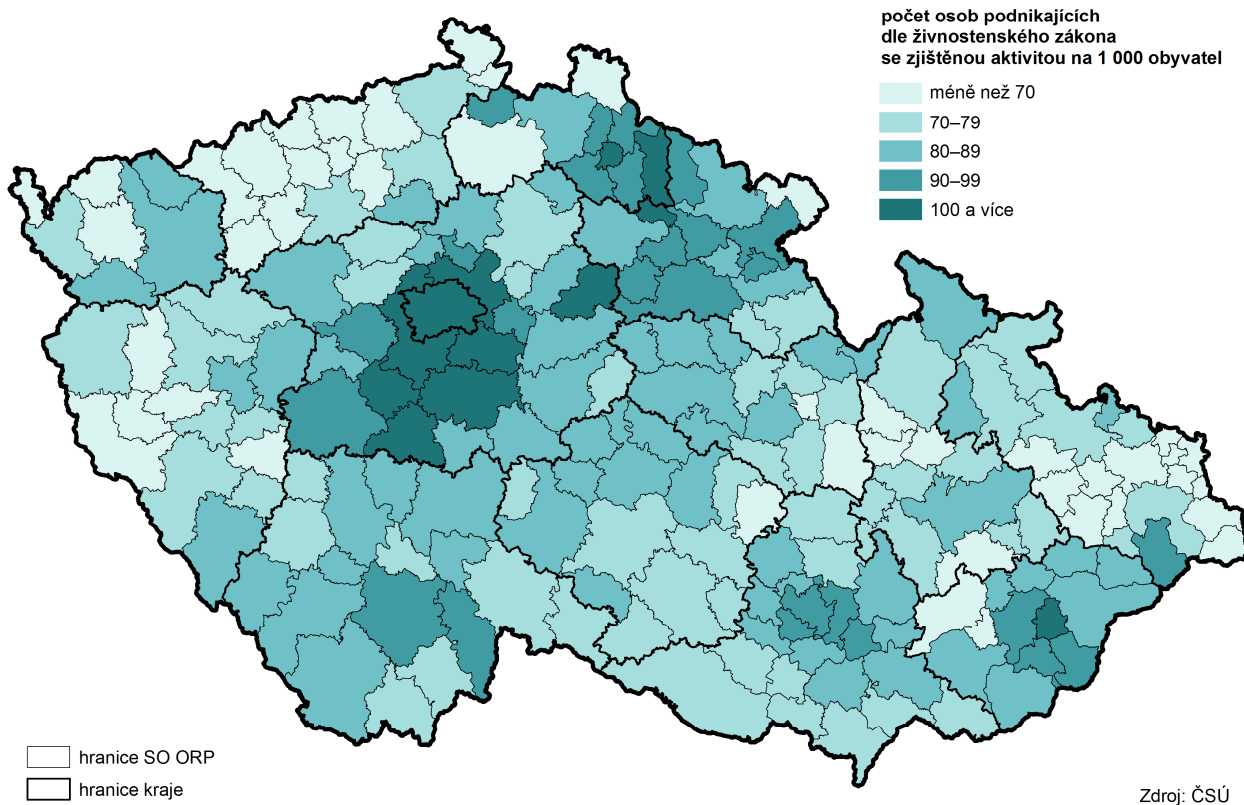 počet osob podnikajících
dle živnostenského zákona
se zjištěnou aktivitou na 1 000 obyvatel
méně než 70
70–79
80–89
90–99
100 a více
hranice SO ORP
hranice kraje
Zdroj: ČSÚ